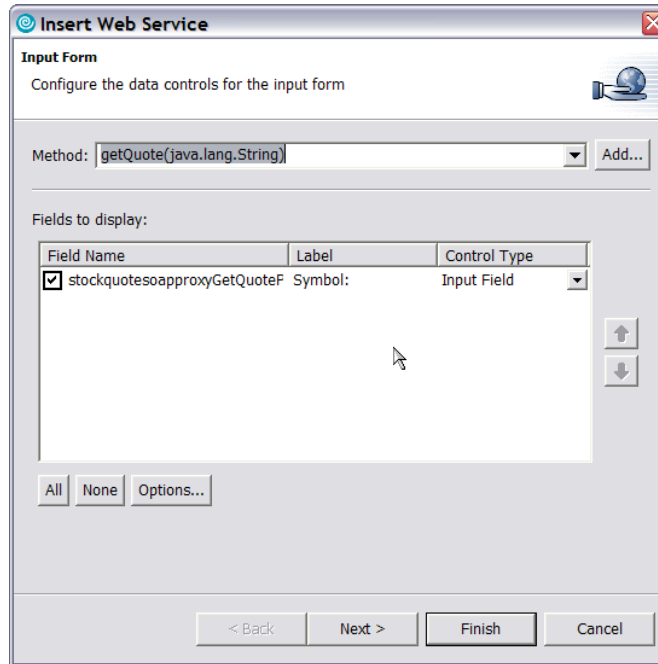 Insert Web Service
Input Form
Configure the data controls for the input form
Method: getQuote(java.lang.String) Add...
Fields to display:
Field Name Label Control Type
stockquotesoapproxyGetQuoteP Symbol: Input Field
All None Options...
< Back Next > Finish Cancel